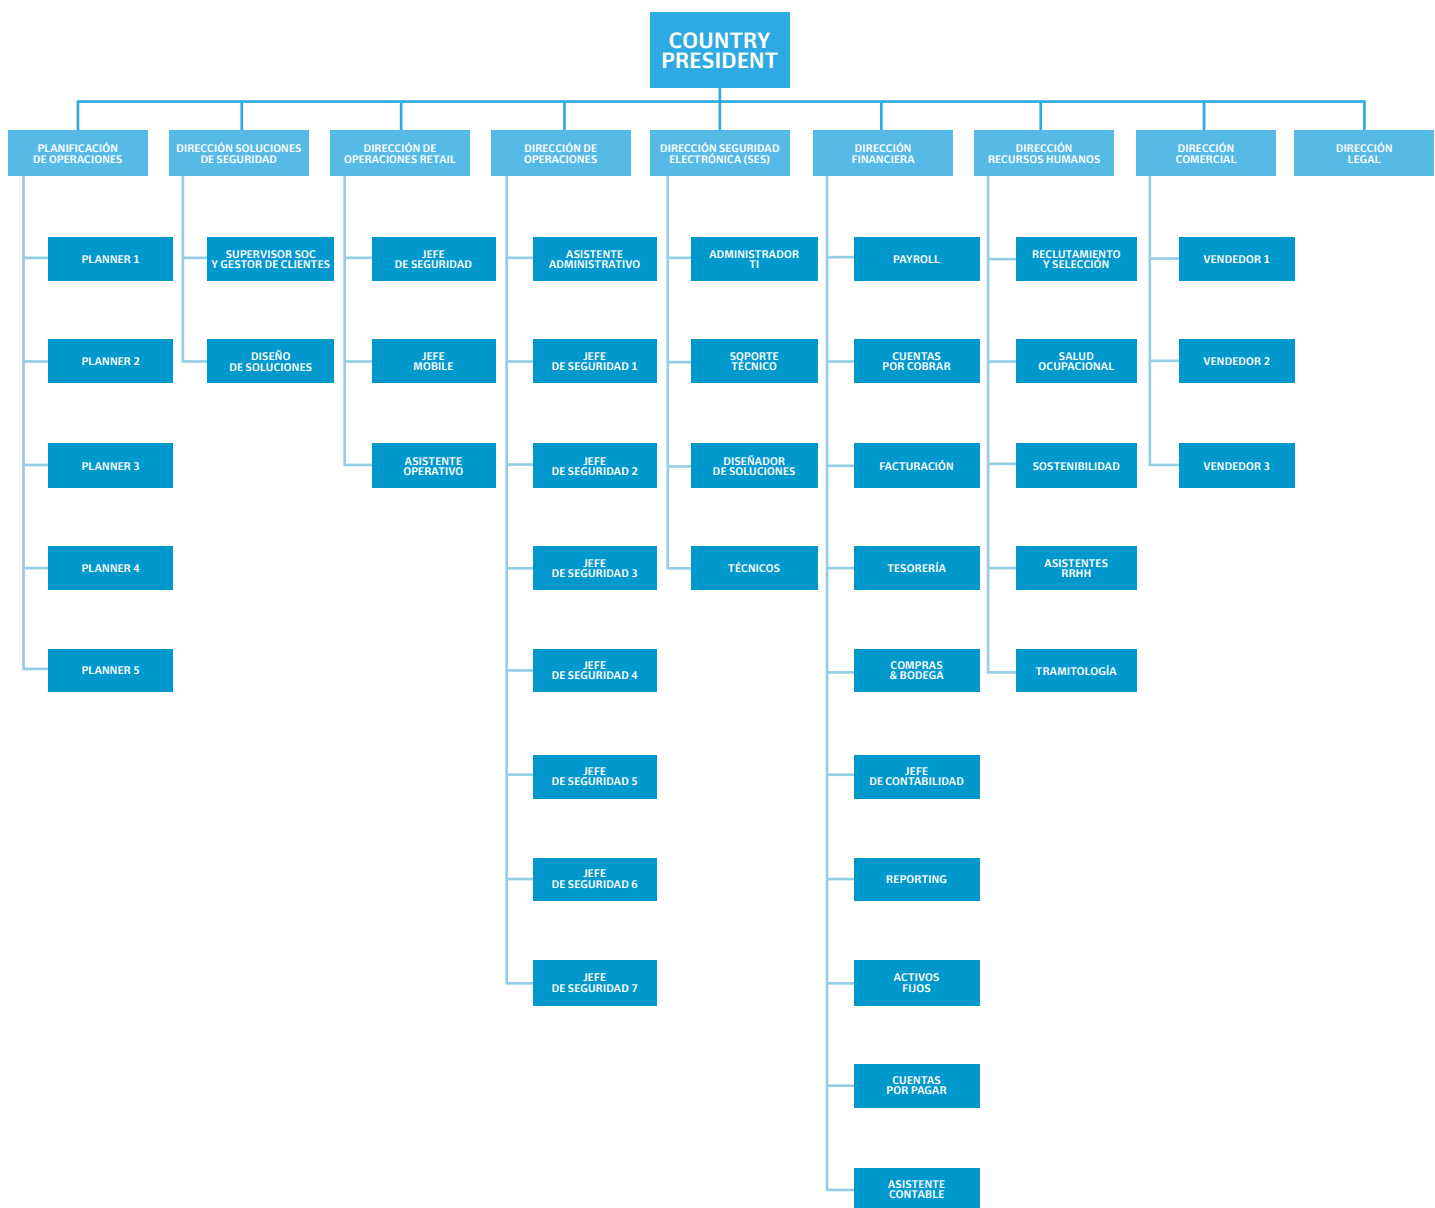 COUNTRY
PRESIDENT
PLANIFICACIÓN
DE OPERACIONES
PLANNER 1
PLANNER 2
PLANNER 3
PLANNER 4
PLANNER 5
DIRECCIÓN SOLUCIONES
DE SEGURIDAD
SUPERVISOR SOC
Y GESTOR DE CLIENTES
DISEÑO
DE SOLUCIONES
DIRECCIÓN DE
OPERACIONES RETAIL
JEFE
DE SEGURIDAD
JEFE
MOBILE
ASISTENTE
OPERATIVO
DIRECCIÓN DE
OPERACIONES
ASISTENTE
ADMINISTRATIVO
JEFE
DE SEGURIDAD 1
JEFE
DE SEGURIDAD 2
JEFE
DE SEGURIDAD 3
JEFE
DE SEGURIDAD 4
JEFE
DE SEGURIDAD 5
JEFE
DE SEGURIDAD 6
JEFE
DE SEGURIDAD 7
DIRECCIÓN SEGURIDAD
ELECTRÓNICA (SES)
ADMINISTRADOR
TI
SOPORTE
TÉCNICO
DISEÑADOR
DE SOLUCIONES
TÉCNICOS
DIRECCIÓN
FINANCIERA
PAYROLL
CUENTAS
POR COBRAR
FACTURACIÓN
TESORERÍA
COMPRAS
& BODEGA
JEFE
DE CONTABILIDAD
REPORTING
ACTIVOS
FIJOS
CUENTAS
POR PAGAR
ASISTENTE
CONTABLE
DIRECCIÓN
RECURSOS HUMANOS
RECLUTAMIENTO
Y SELECCIÓN
SALUD
OCUPACIONAL
SOSTENIBILIDAD
ASISTENTES
RRHH
TRAMITOLOGÍA
DIRECCIÓN
COMERCIAL
VENDEDOR 1
VENDEDOR 2
VENDEDOR 3
DIRECCIÓN
LEGAL